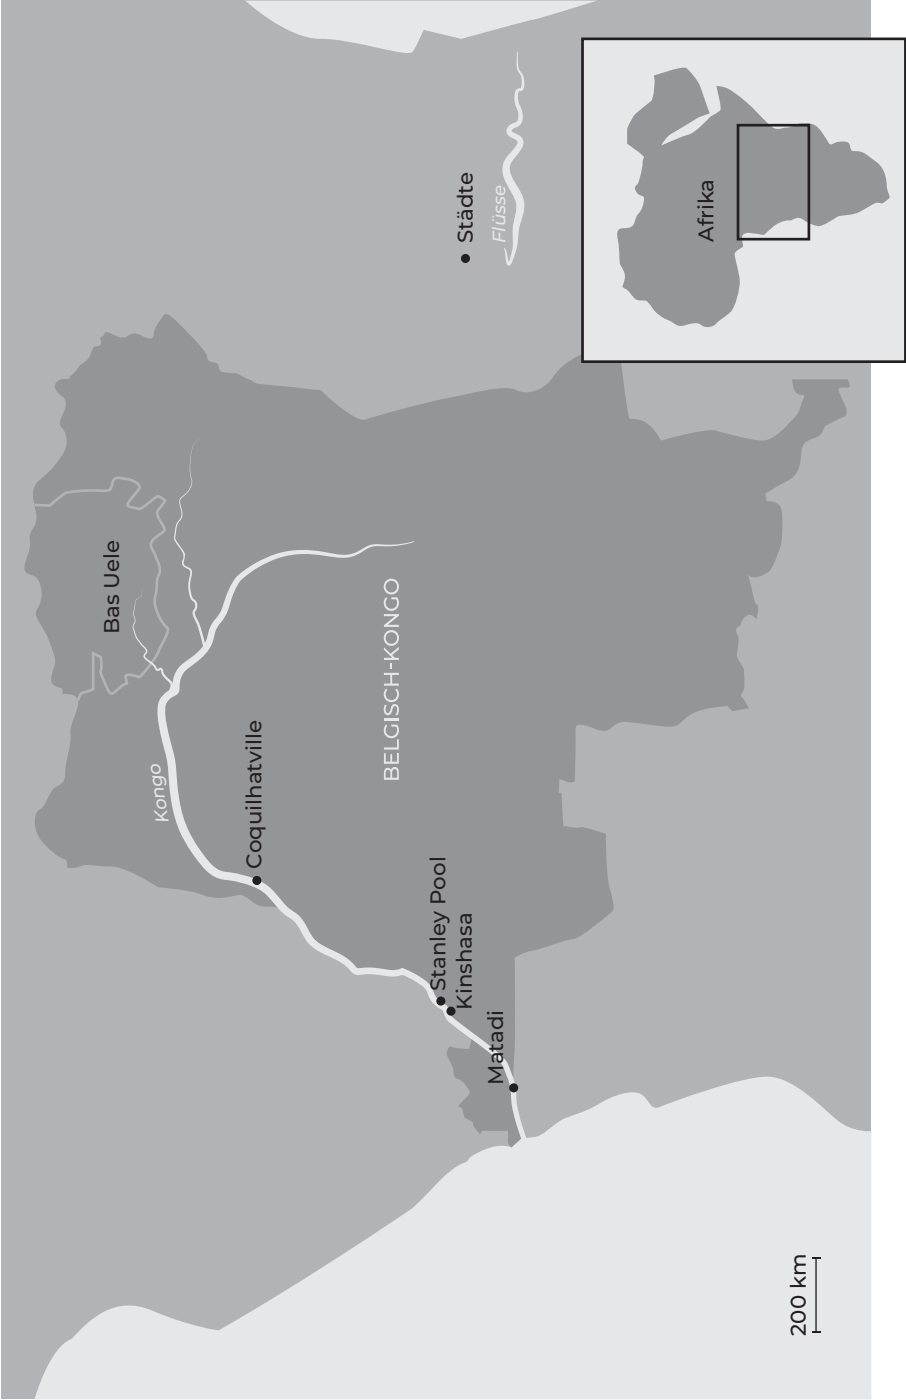 Bas Uele
Kongo
Coquilhatville
BELGISCH-KONGO
Stanley Pool
Kinshasa
Matadi
200 km
Städte
Flüsse
Afrika